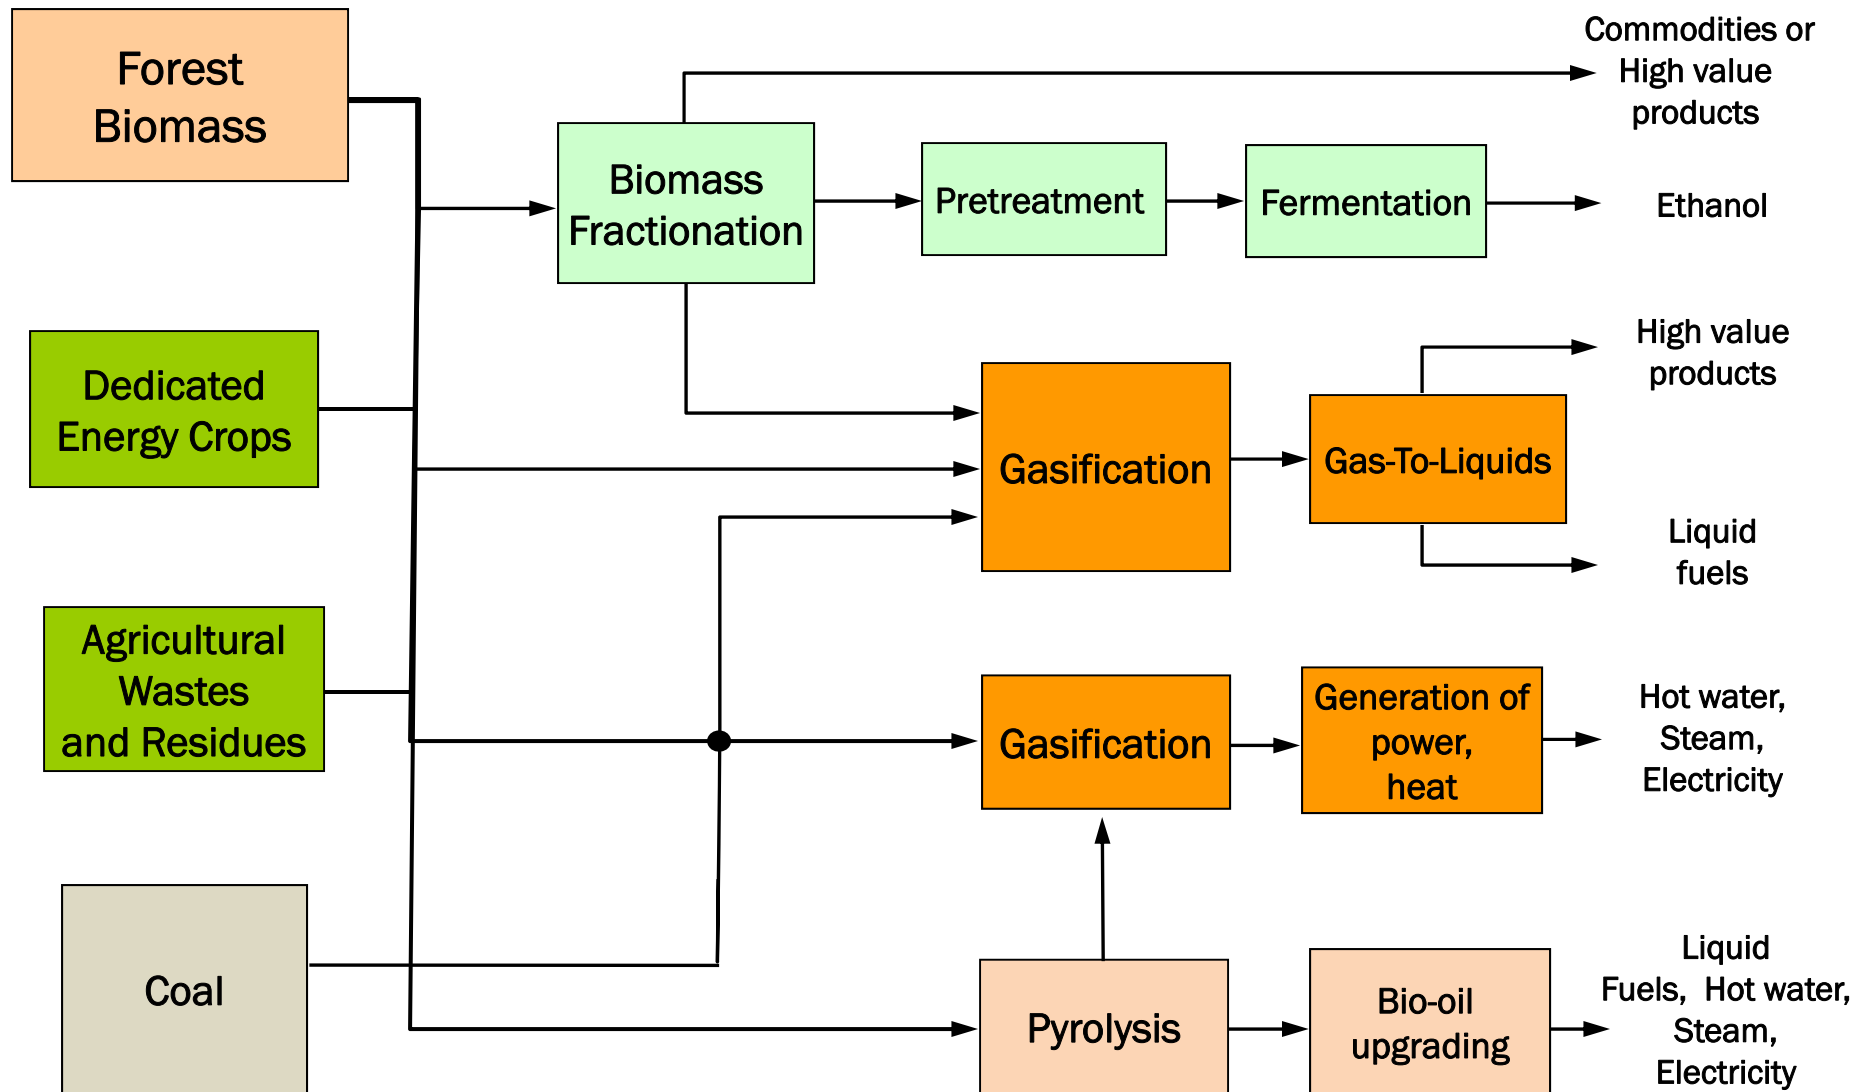 Forest
Biomass
Commodities or
High value
products
Biomass
Fractionation
Pretreatment
Fermentation
Ethanol
Dedicated
Energy Crops
High value
products
Gasification
Gas-To-Liquids
Liquid
fuels
Agricultural
Wastes
and Residues
Gasification
Generation of
power,
heat
Hot water,
Steam,
Electricity
Coal
Pyrolysis
Bio-oil
upgrading
Liquid
Fuels, Hot water,
Steam,
Electricity